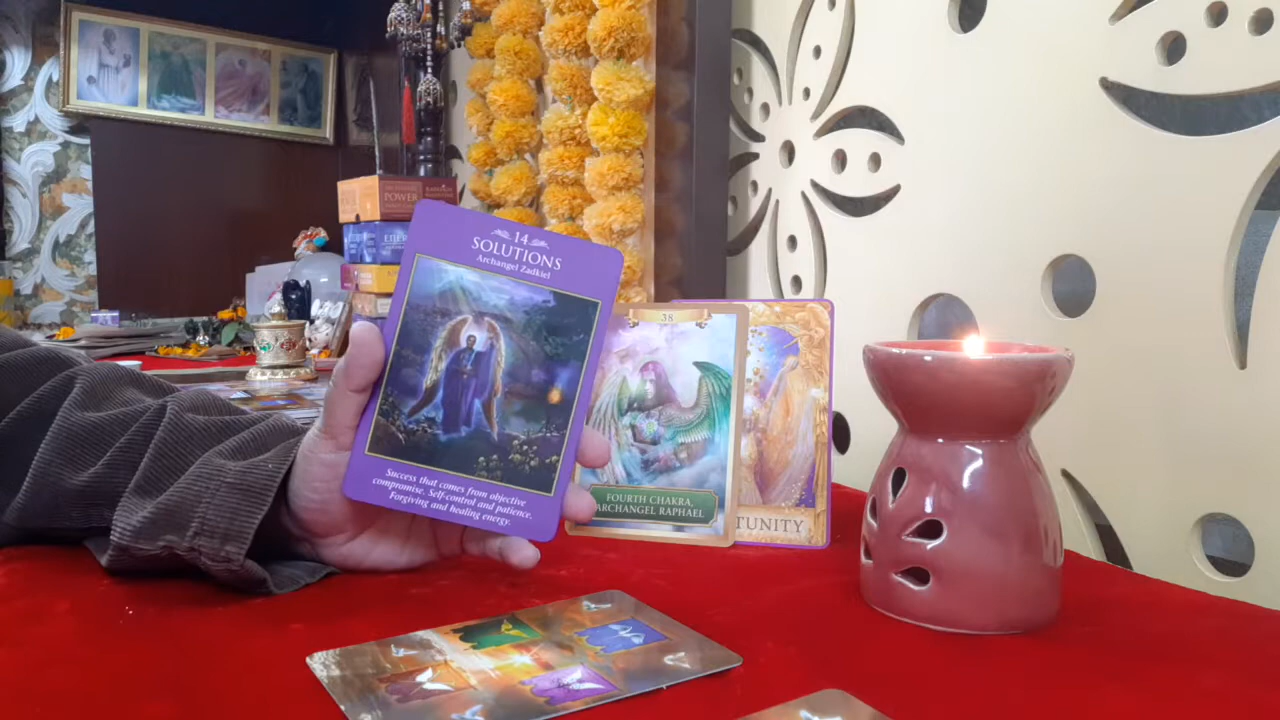 POWER
14
SOLUTIONS
Archangel Zadkiel
Success that comes from objective
compromise. Self-control and patience.
Forgiving and healing energy.
38
FOURTH CHAKRA,
ARCHANGEL RAPHAEL
TUNITY